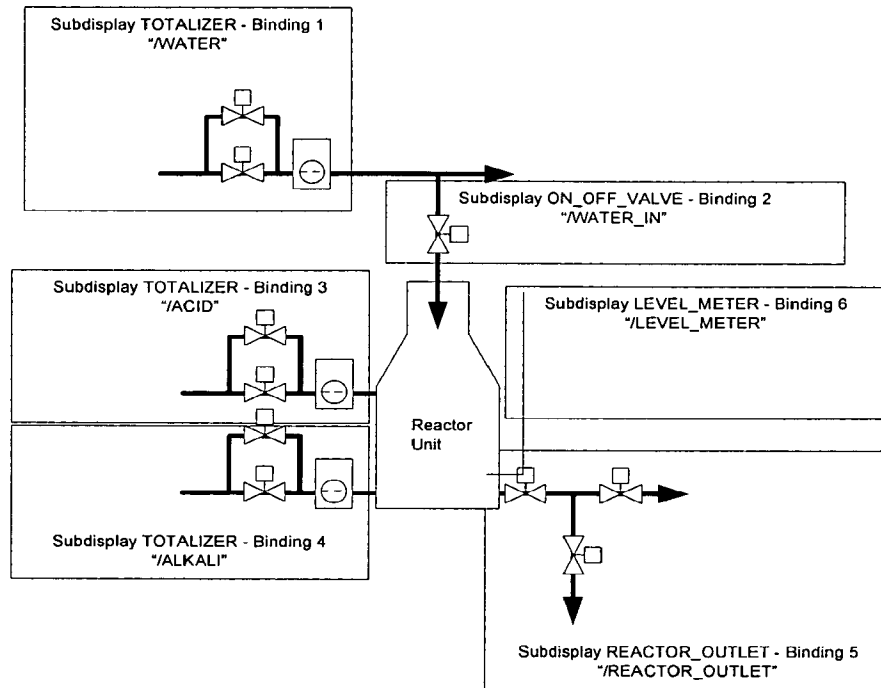 Subdisplay TOTALIZER - Binding 1
"/WATER"
Subdisplay ON_OFF_VALVE - Binding 2
"/WATER_IN"
Subdisplay TOTALIZER - Binding 3
"/ACID"
Subdisplay LEVEL_METER - Binding 6
"/LEVEL_METER"
Reactor
Unit
Subdisplay TOTALIZER - Binding 4
"/ALKALI"
Subdisplay REACTOR_OUTLET - Binding 5
"/REACTOR_OUTLET"